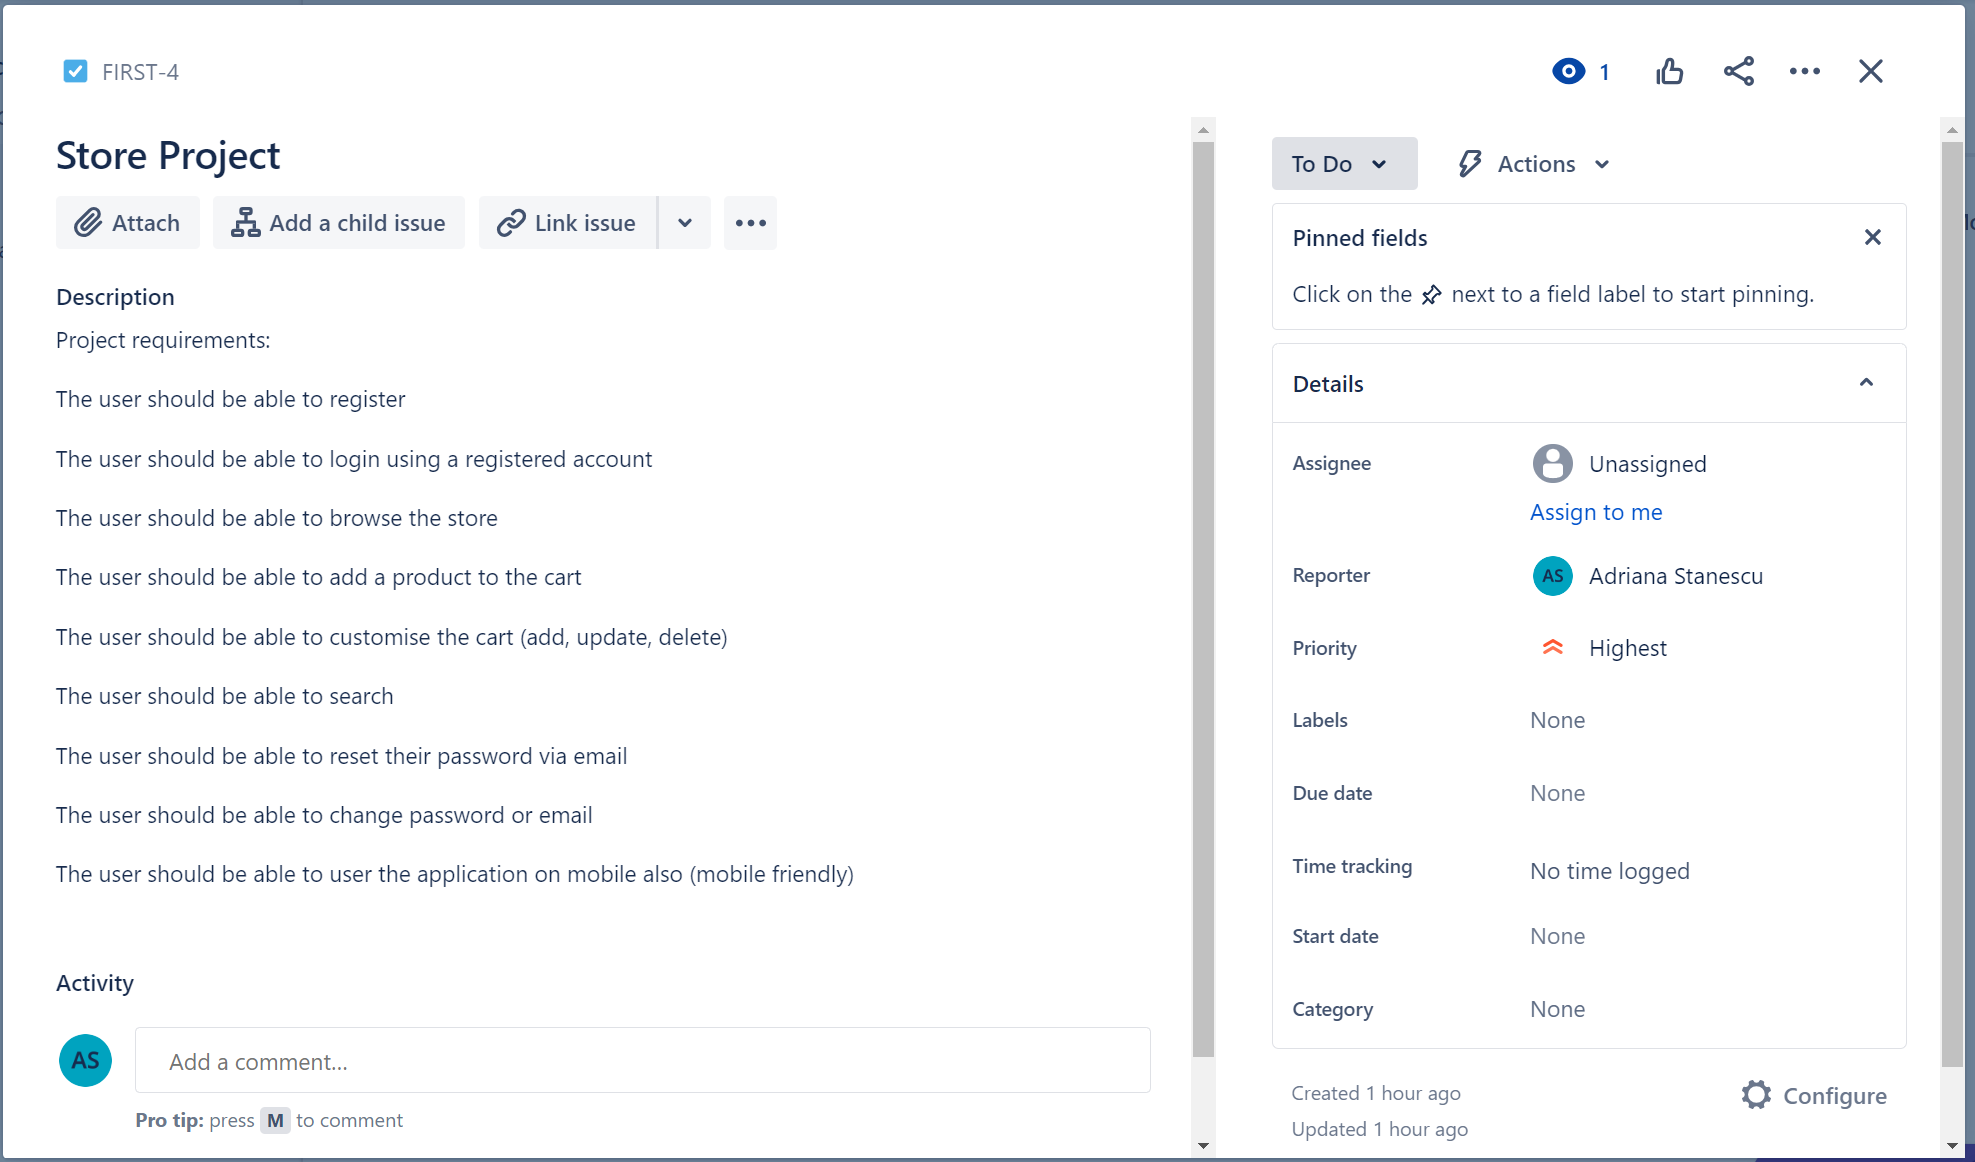 FIRST-4
1
Store Project
Attach
Add a child issue
Link issue
Description
Project requirements:
The user should be able to register
The user should be able to login using a registered account
The user should be able to browse the store
The user should be able to add a product to the cart
The user should be able to customise the cart (add, update, delete)
The user should be able to search
The user should be able to reset their password via email
The user should be able to change password or email
The user should be able to user the application on mobile also (mobile friendly)
Activity
AS
Add a comment...
Pro tip: press M to comment
To Do
Actions
Pinned fields
Click on the next to a field label to start pinning.
Details
Assignee
Unassigned
Assign to me
Reporter
AS Adriana Stanescu
Priority
Highest
Labels
None
Due date
None
Time tracking
No time logged
Start date
None
Category
None
Created 1 hour ago
Updated 1 hour ago
Configure